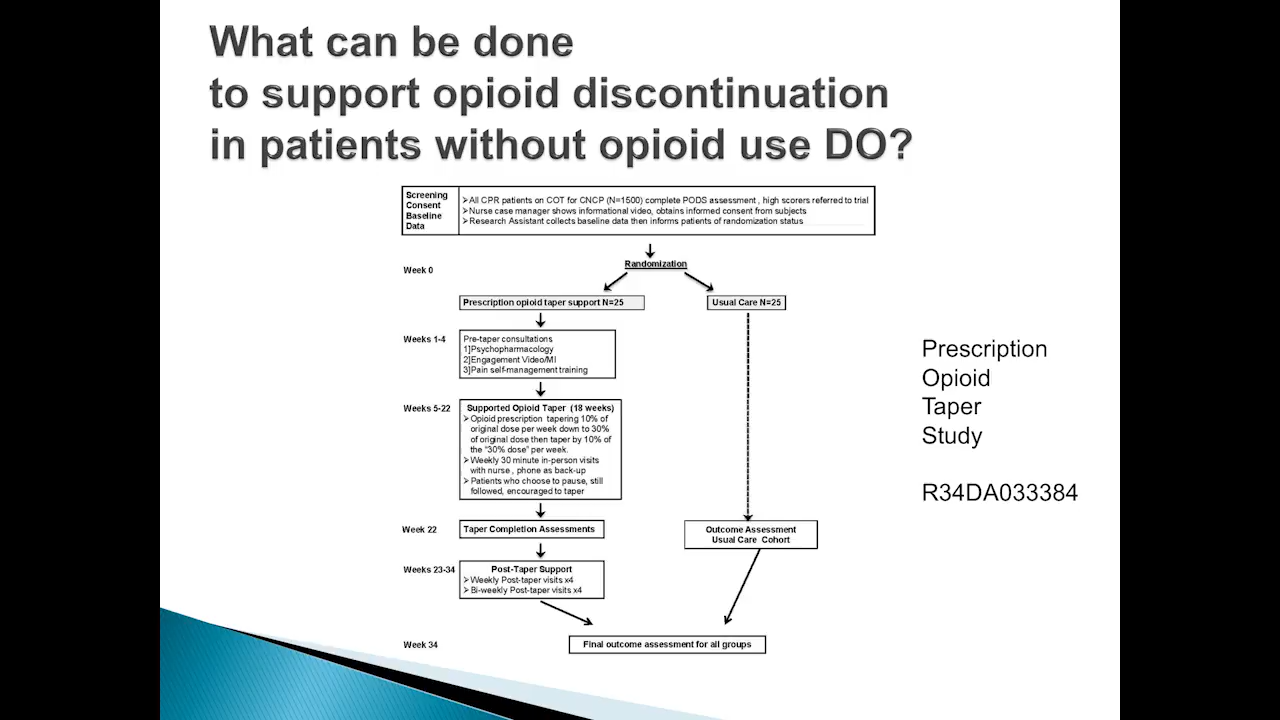 What can be done
to support opioid discontinuation
in patients without opioid use DO?
Screening
Consent
Baseline
Data
➢All CPR patients on COT for CNCP (N=1500) complete PODS assessment , high scorers referred to trial
➢Nurse case manager shows informational video, obtains informed consent from subjects
➢Research Assistant collects baseline data then informs patients of randomization status
Week 0
Randomization
Prescription opioid taper support N=25
Usual Care N=25
Weeks 1-4
Pre-taper consultations
1]Psychopharmacology
2]Engagement Video/MI
3]Pain self-management training
Weeks 5-22
Supported Opioid Taper (18 weeks)
➢Opioid prescription tapering 10% of
original dose per week down to 30%
of original dose then taper by 10% of
the "30% dose" per week.
➢Weekly 30 minute in-person visits
with nurse , phone as back-up
➢Patients who choose to pause, still
followed, encouraged to taper
Week 22
Taper Completion Assessments
Outcome Assessment
Usual Care Cohort
Weeks 23-34
Post-Taper Support
➢Weekly Post-taper visits x4
➢Bi-weekly Post-taper visits x4
Week 34
Final outcome assessment for all groups
Prescription
Opioid
Taper
Study
R34DA033384